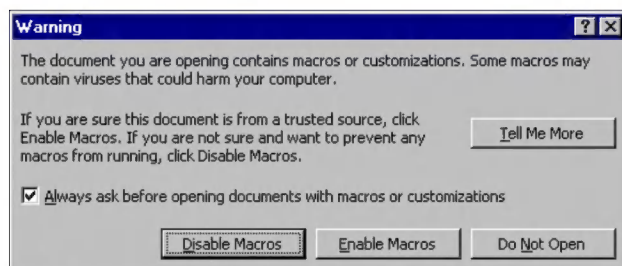 Warning
The document you are opening contains macros or customizations. Some macros may
contain viruses that could harm your computer.
If you are sure this document is from a trusted source, click
Enable Macros. If you are not sure and want to prevent any
macros from running, click Disable Macros.
Tell Me More
Always ask before opening documents with macros or customizations
Disable Macros Enable Macros Do Not Open